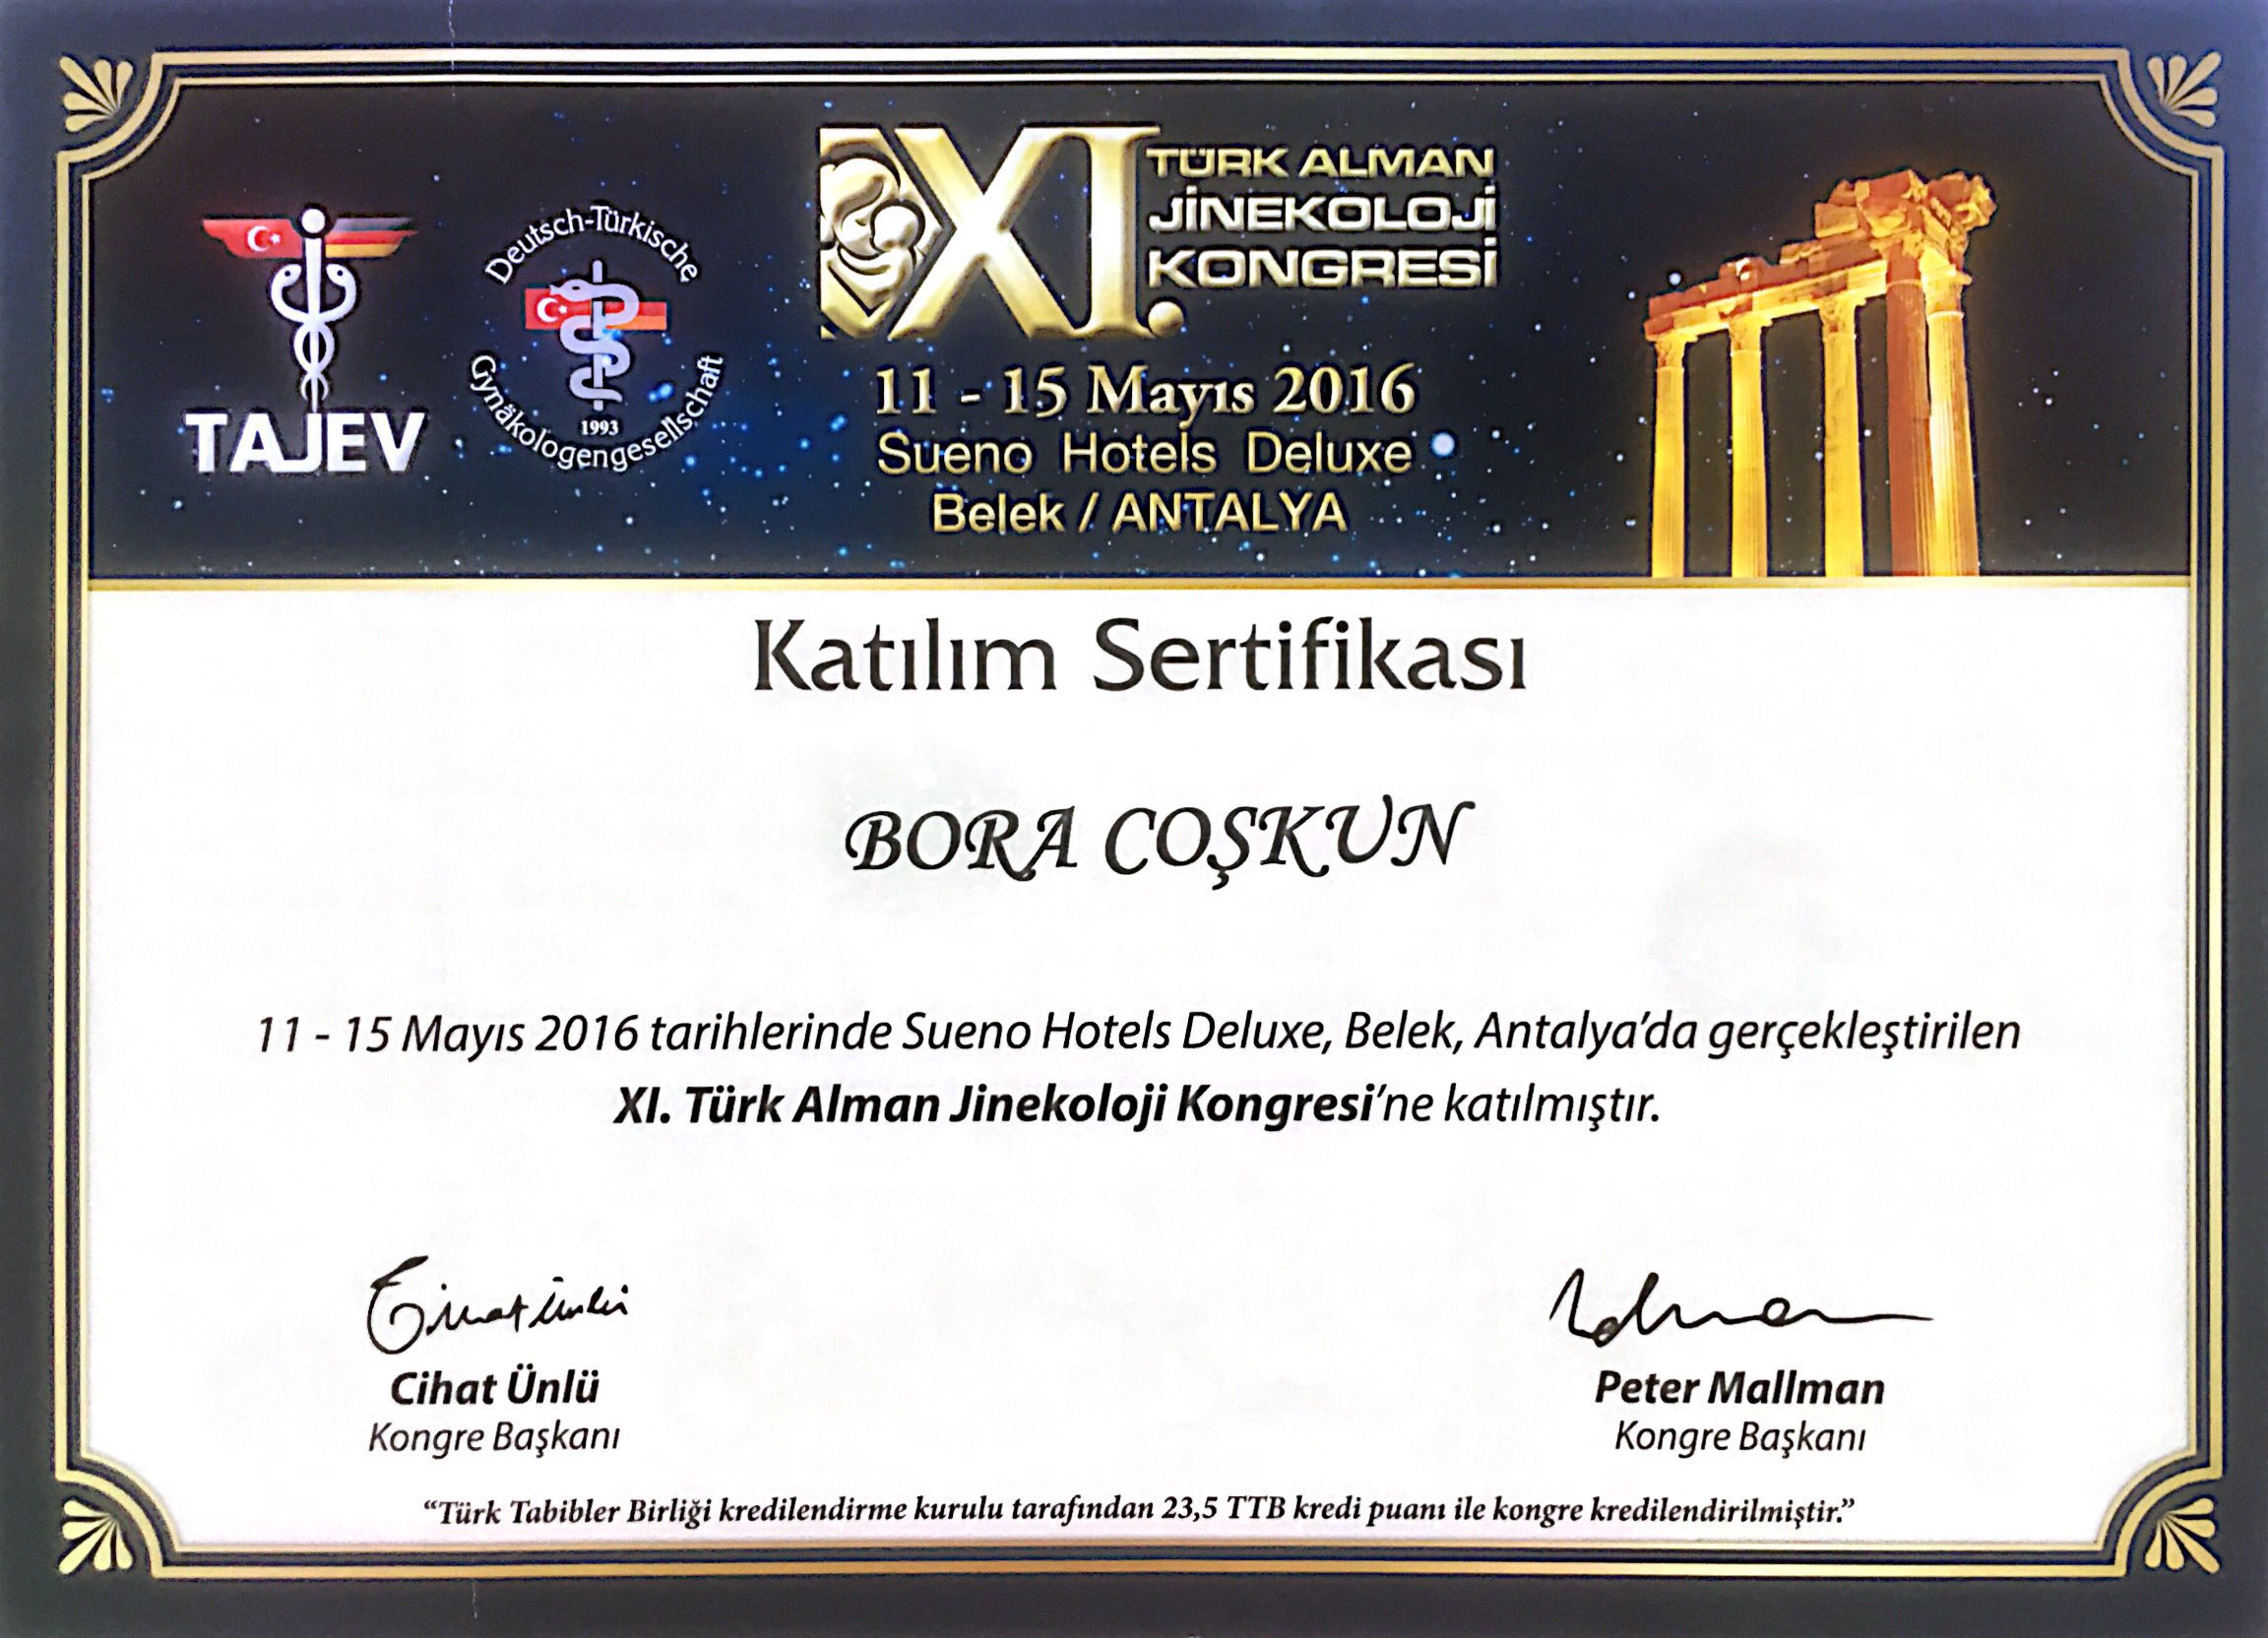 TAJEV
Deutsch-Türkische
Gynäkologengesellschaft
1993
XI.
TÜRK ALMAN
JİNEKOLOJİ
KONGRESİ
11 - 15 Mayıs 2016
Sueno Hotels Deluxe
Belek / ANTALYA
Katılım Sertifikası
BORA COŞKUN
11 - 15 Mayıs 2016 tarihlerinde Sueno Hotels Deluxe, Belek, Antalya’da gerçekleştirilen
XI. Türk Alman Jinekoloji Kongresi’ne katılmıştır.
Cihat Ünlü
Cihat Ünlü
Kongre Başkanı
Peter Mallman
Kongre Başkanı
“Türk Tabibler Birliği kredilendirme kurulu tarafından 23,5 TTB kredi puanı ile kongre kredilendirilmiştir.”